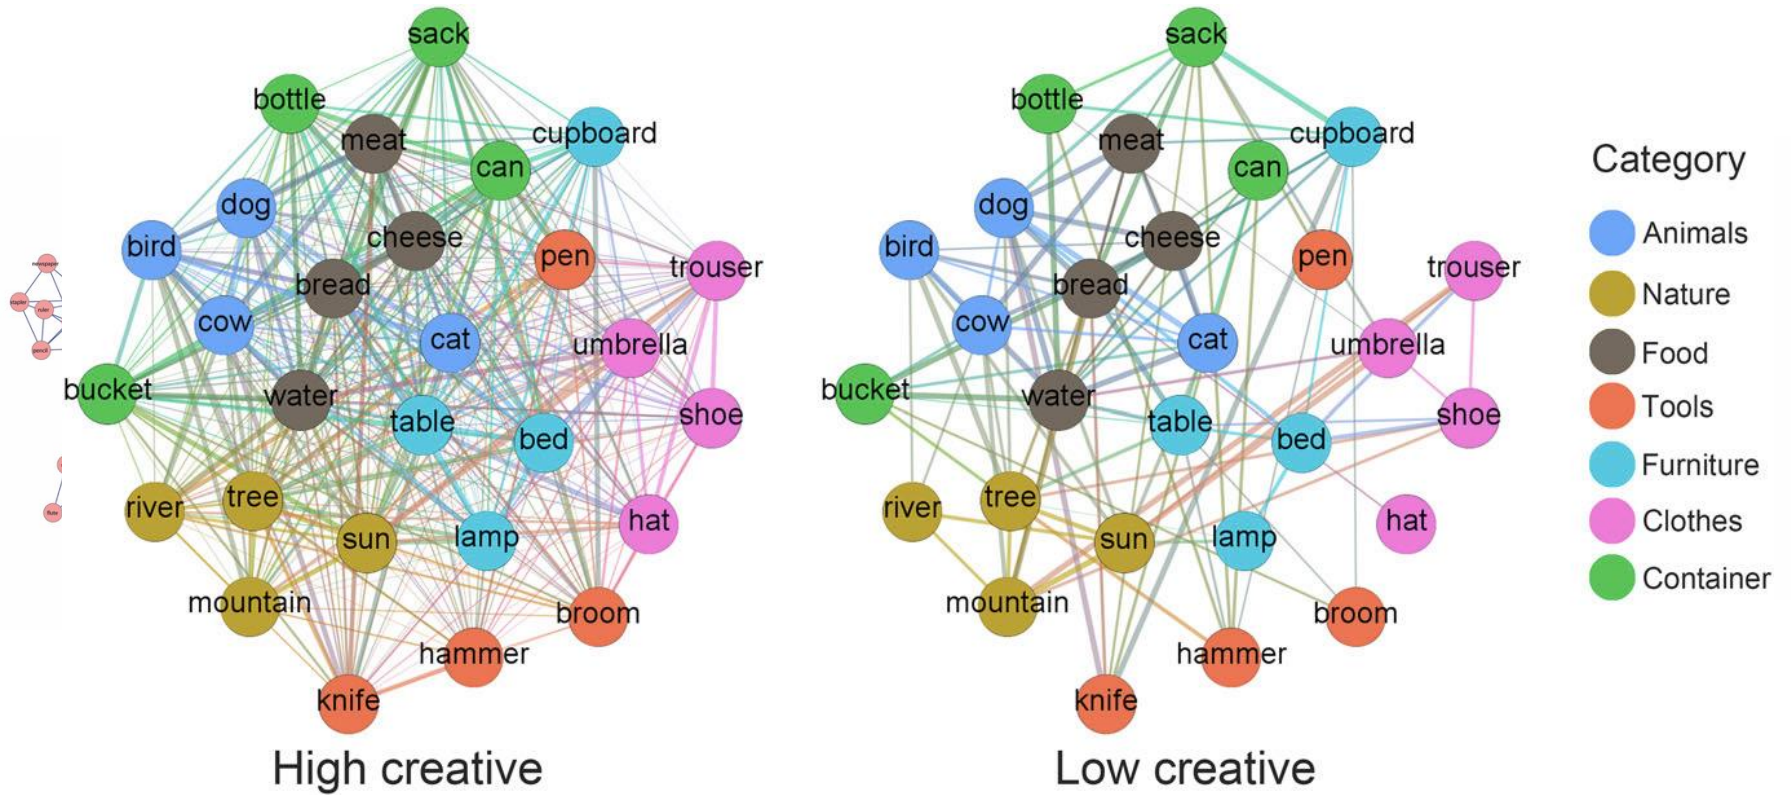 sack
bottle
cupboard
meat
can
dog
bird
cheese
pen
trouser
bread
cow
cat
umbrella
bucket
water
table
bed
shoe
river
tree
sun
lamp
hat
mountain
broom
hammer
knife
High creative
sack
bottle
cupboard
meat
can
dog
bird
cheese
pen
trouser
bread
cow
cat
umbrella
bucket
water
table
bed
shoe
river
tree
sun
lamp
hat
mountain
broom
hammer
knife
Low creative
Category
Animals
Nature
Food
Tools
Furniture
Clothes
Container
newspaper
ruler
pencil